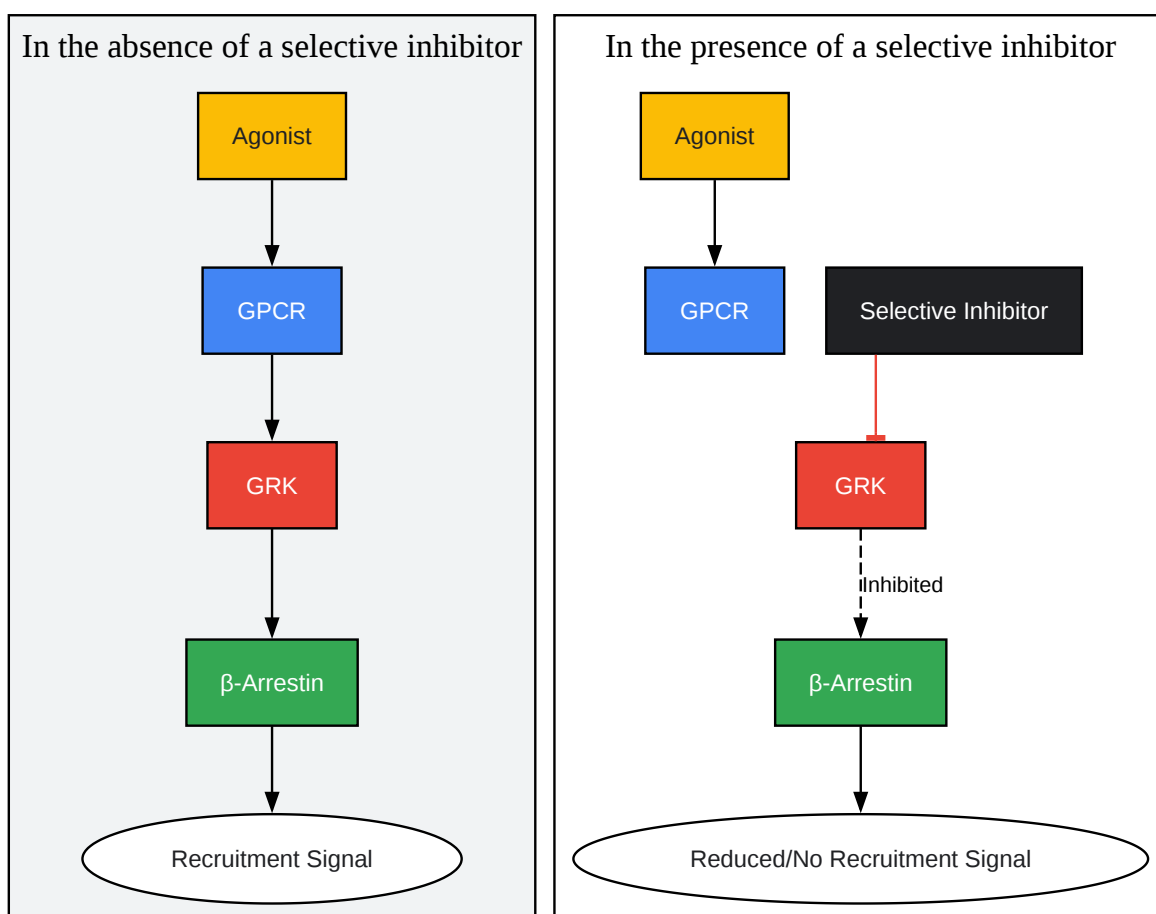 In the absence of a selective inhibitor
Agonist
GPCR
GRK
β-Arrestin
Recruitment Signal
In the presence of a selective inhibitor
Agonist
GPCR
Selective Inhibitor
GRK
Inhibited
β-Arrestin
Reduced/No Recruitment Signal